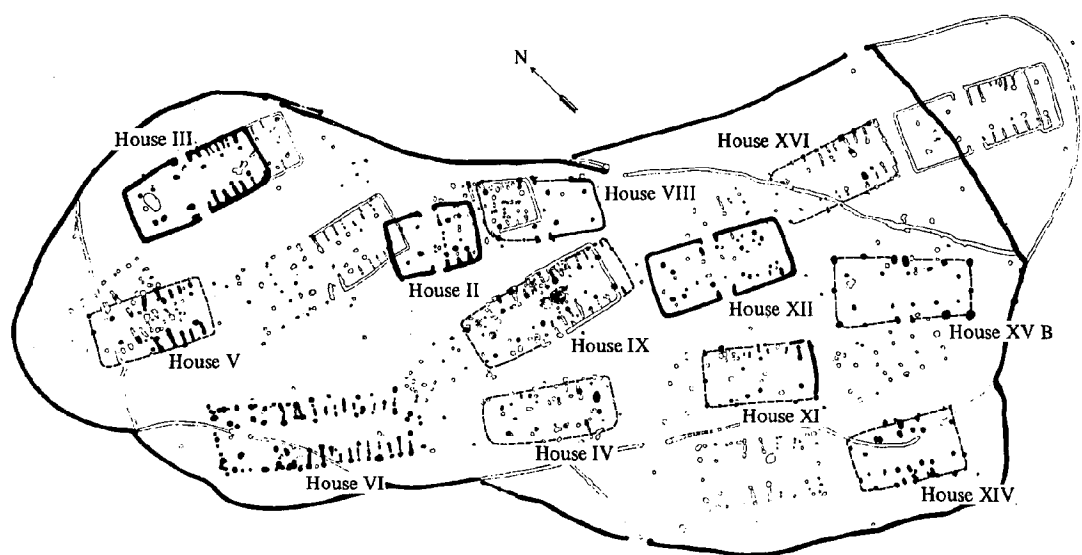 N
House III
House XVI
House VIII
House II
House XII
House XV B
House IX
House V
House XI
House IV
House VI
House XIV